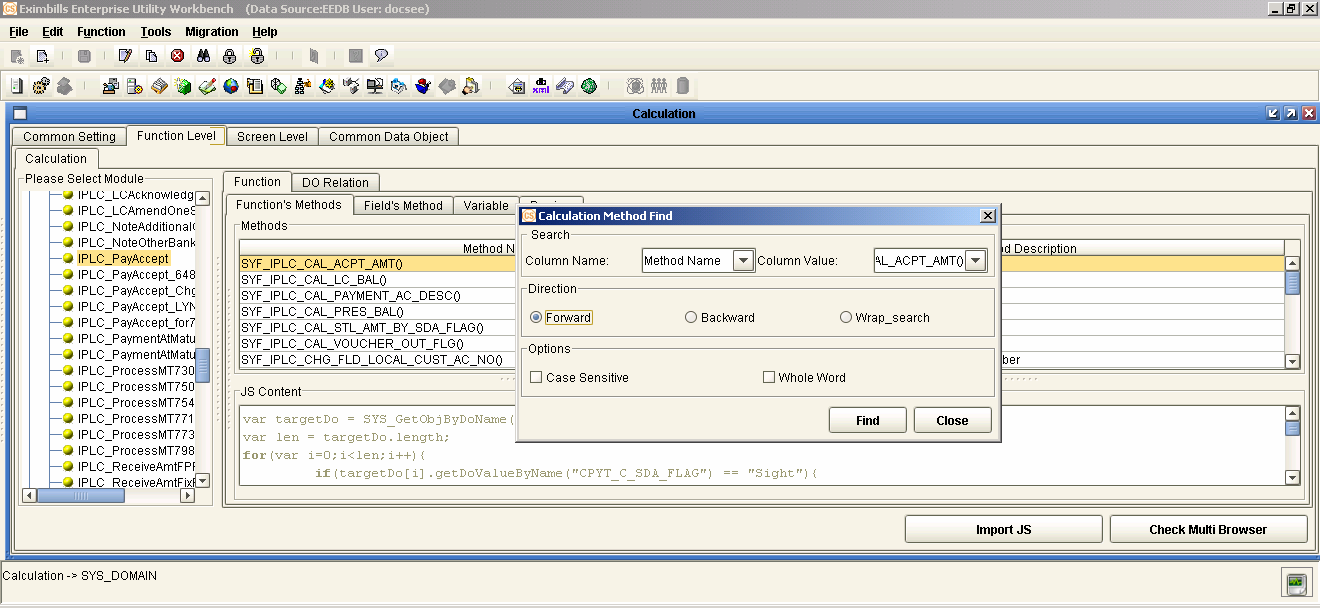 Eximbills Enterprise Utility Workbench (Data Source:EEDB User: docsee)
File Edit Function Tools Migration Help
Calculation
Common Setting Function Level Screen Level Common Data Object
Calculation
Please Select Module
IPLC_LCAcknowledg
IPLC_LCAmendOneS
IPLC_NoteAdditionalC
IPLC_NoteOtherBank
IPLC_PayAccept
IPLC_PayAccept_648
IPLC_PayAccept_Chg
IPLC_PayAccept_LYN
IPLC_PayAccept_for7
IPLC_PaymentAtMatu
IPLC_PaymentAtMatu
IPLC_ProcessMT730
IPLC_ProcessMT750
IPLC_ProcessMT754
IPLC_ProcessMT771
IPLC_ProcessMT773
IPLC_ProcessMT798
IPLC_ReceiveAmtFPF
IPLC_ReceiveAmtFixF
Function DO Relation
Function's Methods Field's Method Variable
Methods
Method N
d Description
SYF_IPLC_CAL_ACPT_AMT()
SYF_IPLC_CAL_LC_BAL()
SYF_IPLC_CAL_PAYMENT_AC_DESC()
SYF_IPLC_CAL_PRES_BAL()
SYF_IPLC_CAL_STL_AMT_BY_SDA_FLAG()
SYF_IPLC_CAL_VOUCHER_OUT_FLG()
SYF_IPLC_CHG_FLD_LOCAL_CUST_AC_NO()
ber
JS Content
var targetDo = SYS_GetObjByDoName(
var len = targetDo.length;
for(var i=0;i<len;i++){
if(targetDo[i].getDoValueByName("CPYT_C_SDA_FLAG") == "Sight"){
Calculation Method Find
Search
Column Name: Method Name Column Value: AL_ACPT_AMT()
Direction
Forward Backward Wrap_search
Options
Case Sensitive Whole Word
Find Close
Import JS Check Multi Browser
Calculation -> SYS_DOMAIN